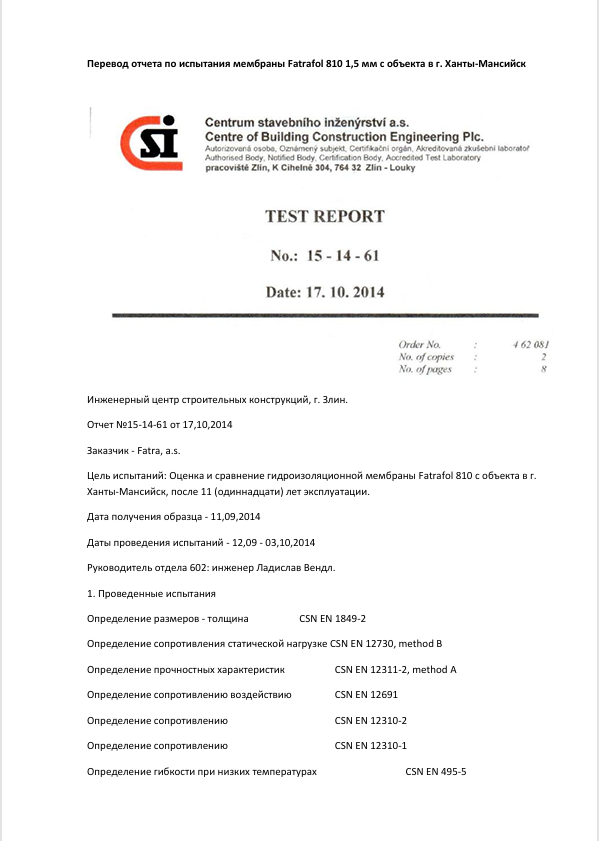 Перевод отчета по испытания мембраны Fatrafol 810 1,5 мм с объекта в г. Ханты-Мансийск
csi
Centrum stavebního inženýrství a.s.
Centre of Building Construction Engineering Plc.
Autorizovaná osoba, Oznámený subjekt, Certifikační orgán, Akreditovaná zkušební laboratoř
Authorised Body, Notified Body, Certification Body, Accredited Test Laboratory
pracoviště Zlín, K Cihelně 304, 764 32 Zlín - Louky
TEST REPORT
No.: 15 - 14 - 61
Date: 17. 10. 2014
Order No. : 4 62 081
No. of copies : 2
No. of pages : 8
Инженерный центр строительных конструкций, г. Злин.
Отчет №15-14-61 от 17,10,2014
Заказчик - Fatra, a.s.
Цель испытаний: Оценка и сравнение гидроизоляционной мембраны Fatrafol 810 с объекта в г.
Ханты-Мансийск, после 11 (одиннадцати) лет эксплуатации.
Дата получения образца - 11,09,2014
Даты проведения испытаний - 12,09 - 03,10,2014
Руководитель отдела 602: инженер Ладислав Вендл.
1. Проведенные испытания
Определение размеров - толщина CSN EN 1849-2
Определение сопротивления статической нагрузке CSN EN 12730, method B
Определение прочностных характеристик CSN EN 12311-2, method A
Определение сопротивлению воздействию CSN EN 12691
Определение сопротивлению CSN EN 12310-2
Определение сопротивлению CSN EN 12310-1
Определение гибкости при низких температурах CSN EN 495-5